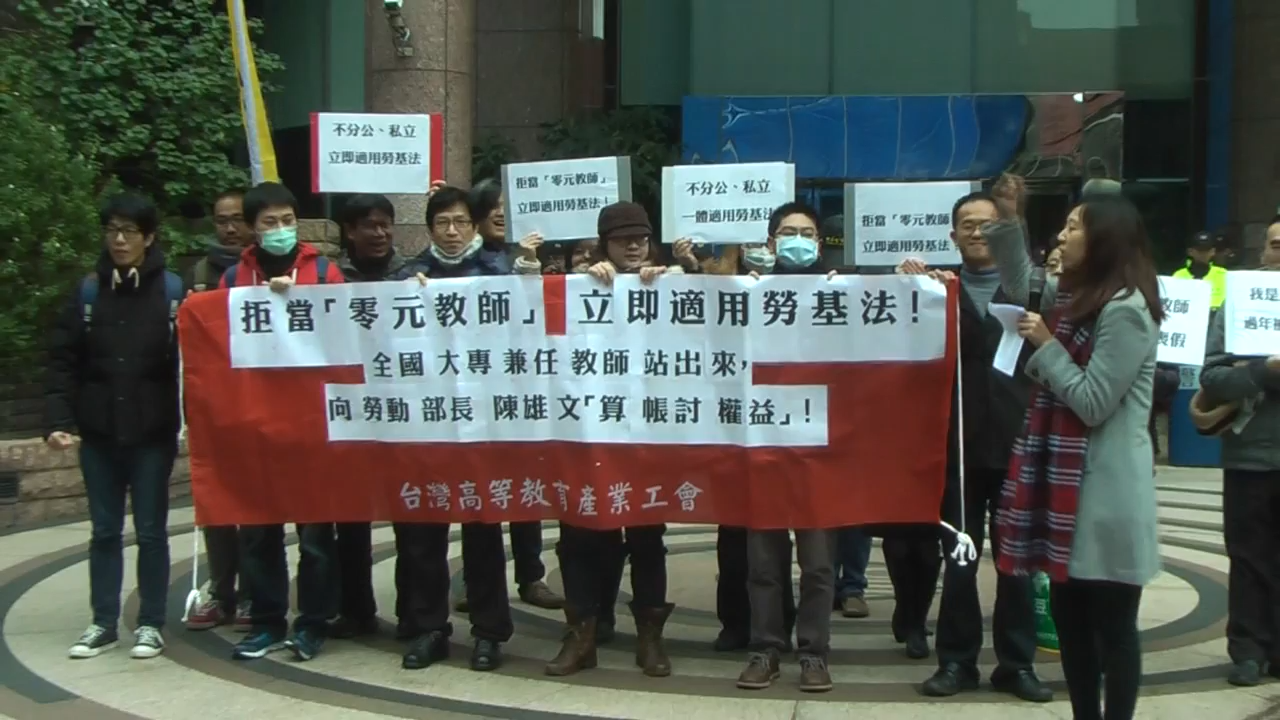 不分公、私立
立即適用勞基法
拒當「零元教師」
立即適用勞基法！
不分公、私立
一體適用勞基法
拒當「零元教師
立即適用勞基法
拒當「零元教師」 立即適用勞基法！
全國 大專 兼任 教師 站出來，
向 勞動 部長 陳雄文「算 帳討 權益」！
台灣高等教育產業工會
教師
喪假
我是
過年
豆